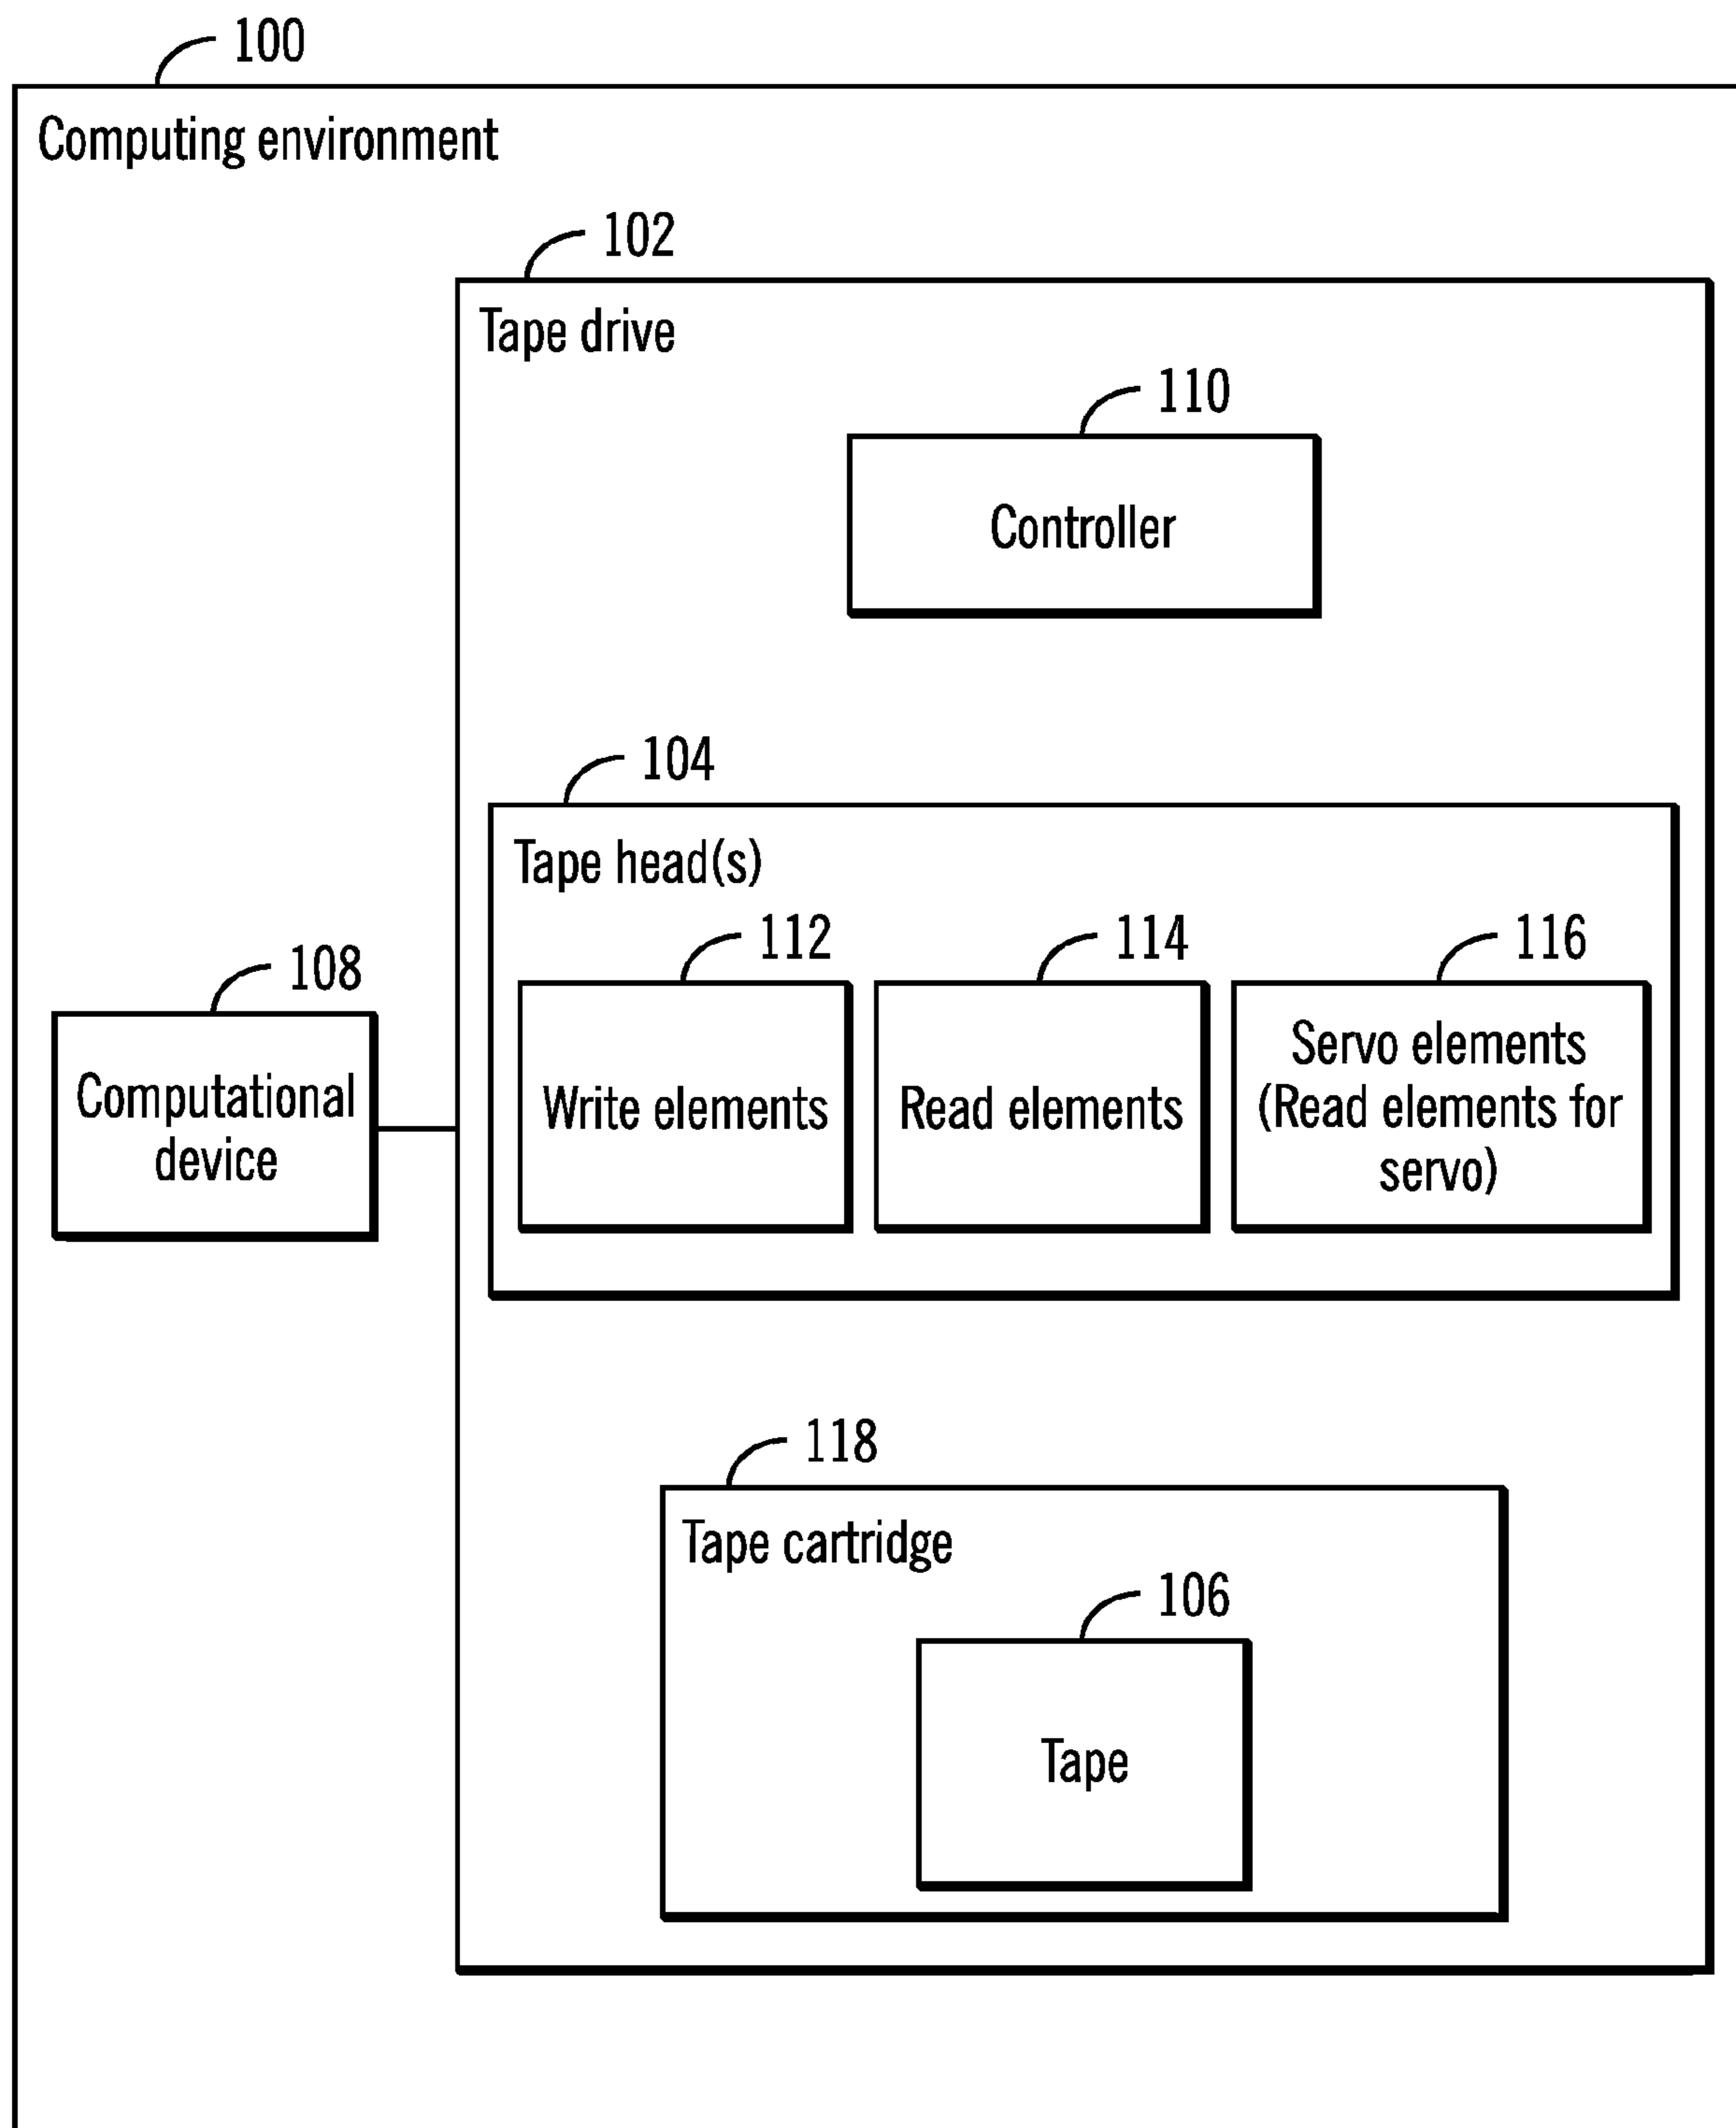 100
Computing environment
102
Tape drive
110
Controller
104
Tape head(s)
112
114
116
Write elements
Read elements
Servo elements
(Read elements for
servo)
108
Computational
device
118
Tape cartridge
106
Tape